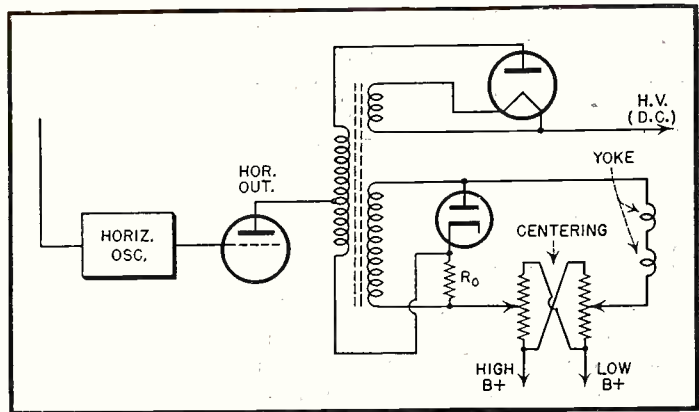 H.V.
(D.C.)
YOKE
HOR.
OUT.
CENTERING
HORIZ.
OSC.
R₀
HIGH
B+
LOW
B+